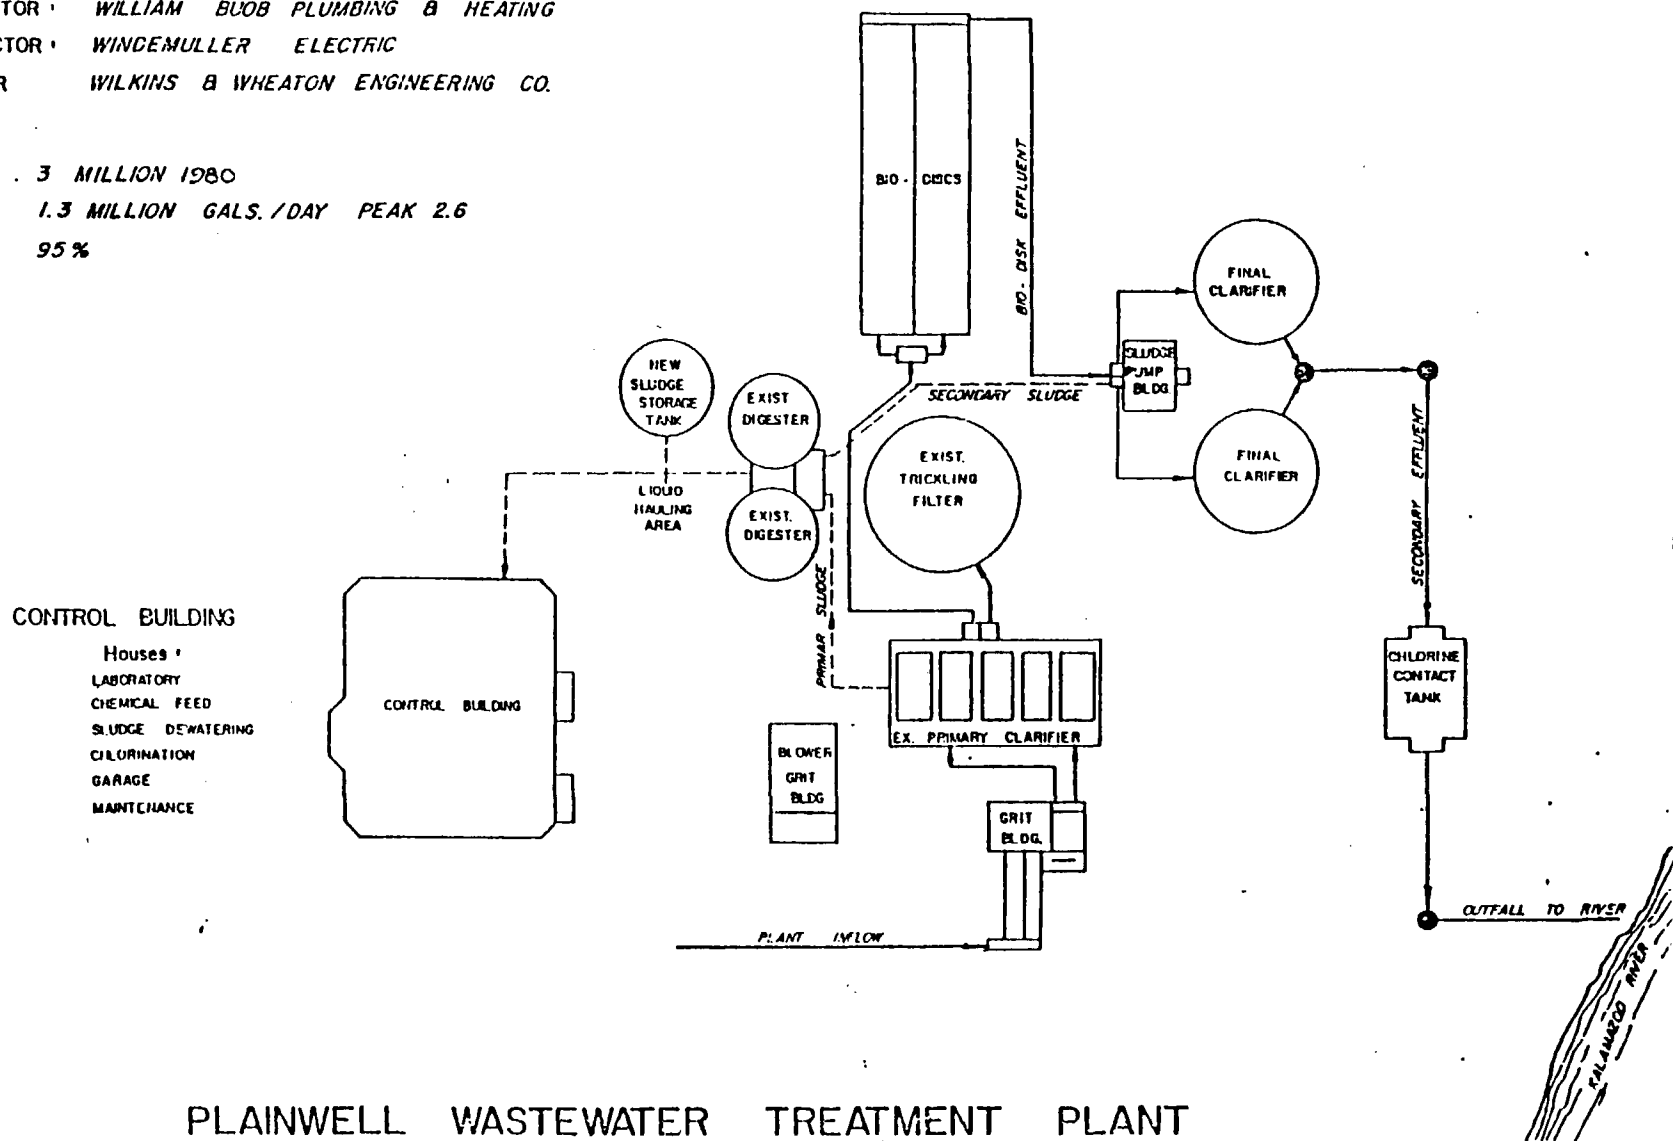 TOR : WILLIAM BUOB PLUMBING & HEATING
CTOR : WINDEMULLER ELECTRIC
R WILKINS & WHEATON ENGINEERING CO.
. 3 MILLION 1980
1.3 MILLION GALS./DAY PEAK 2.6
95%
BIO - DISCS
BIO - DISK EFFLUENT
FINAL
CLARIFIER
SLUDGE
PUMP
BLDG.
SECONDARY SLUDGE
NEW
SLUDGE
STORAGE
TANK
EXIST
DIGESTER
EXIST.
TRICKLING
FILTER
FINAL
CLARIFIER
SECONDARY EFFLUENT
LIQUID
HAULING
AREA
EXIST.
DIGESTER
PRIMAR SLUDGE
CONTROL BUILDING
Houses :
LABORATORY
CHEMICAL FEED
SLUDGE DEWATERING
CHLORINATION
GARAGE
MAINTENANCE
CONTROL BUILDING
EX. PRIMARY CLARIFIER
CHLORINE
CONTACT
TANK
BLOWER
GRIT
BLDG
GRIT
BLDG.
PLANT INFLOW
OUTFALL TO RIVER
KALAMAZOO RIVER
PLAINWELL WASTEWATER TREATMENT PLANT